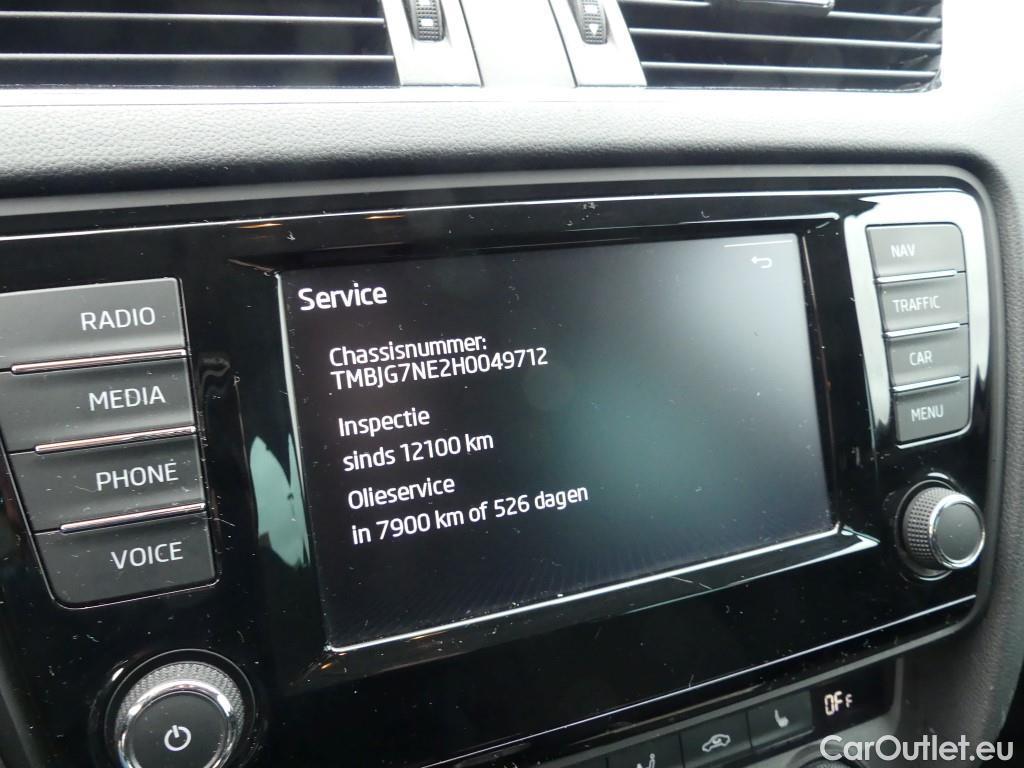 Service
Chassisnummer:
TMBJG7NE2H0049712
Inspectie
sinds 12100 km
Olieservice
in 7900 km of 526 dagen
RADIO
MEDIA
PHONE
VOICE
NAV
TRAFFIC
CAR
MENU
OFF
CarOutlet.eu